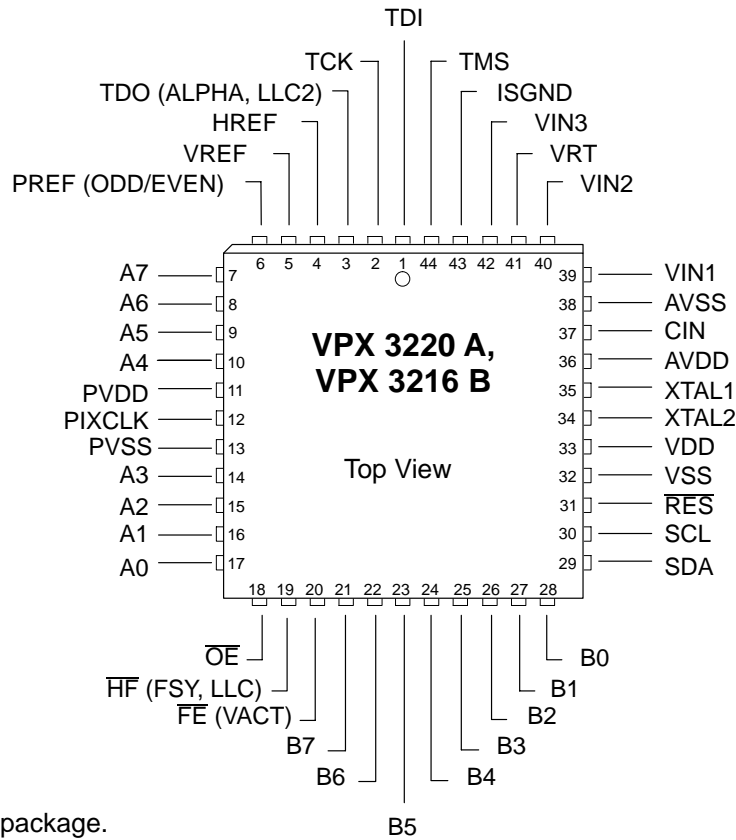 TDI
TCK
TMS
TDO (ALPHA, LLC2)
ISGND
HREF
VIN3
VREF
VRT
PREF (ODD/EVEN)
VIN2
6 5 4 3 2 1 44 43 42 41 40
A7 7
39 VIN1
A6 8
38 AVSS
A5 9
37 CIN
A4 10
36 AVDD
PVDD 11
35 XTAL1
PIXCLK 12
34 XTAL2
PVSS 13
33 VDD
A3 14
32 VSS
A2 15
31 RES
A1 16
30 SCL
A0 17
29 SDA
VPX 3220 A,
VPX 3216 B
Top View
18 19 20 21 22 23 24 25 26 27 28
OE
B0
HF (FSY, LLC)
B1
FE (VACT)
B2
B7
B3
B6
B4
package.
B5